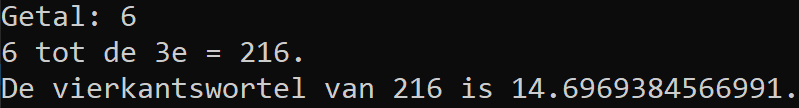 Getal: 6
6 tot de 3e = 216.
De vierkantswortel van 216 is 14.6969384566991.